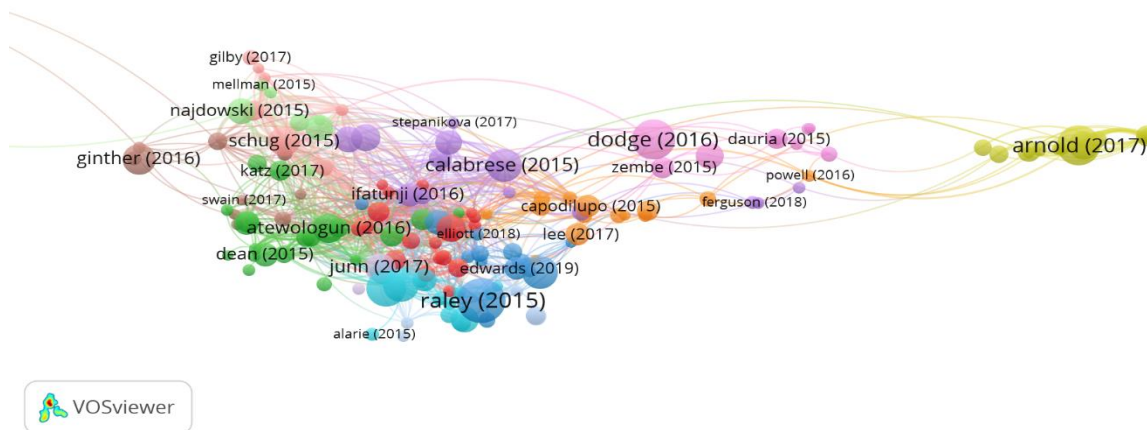 gilby (2017)
mellman (2015)
najdowski (2015)
stepanikova (2017)
schug (2015)
dodge (2016)
dauria (2015)
arnold (2017)
ginther (2016)
calabrese (2015)
katz (2017)
zembe (2015)
powell (2016)
ifatunji (2016)
swain (2017)
capodilupo (2015)
ferguson (2018)
atewologun (2016)
elliott (2018)
lee (2017)
dean (2015)
junn (2017)
edwards (2019)
raley (2015)
alarie (2015)
VOSviewer